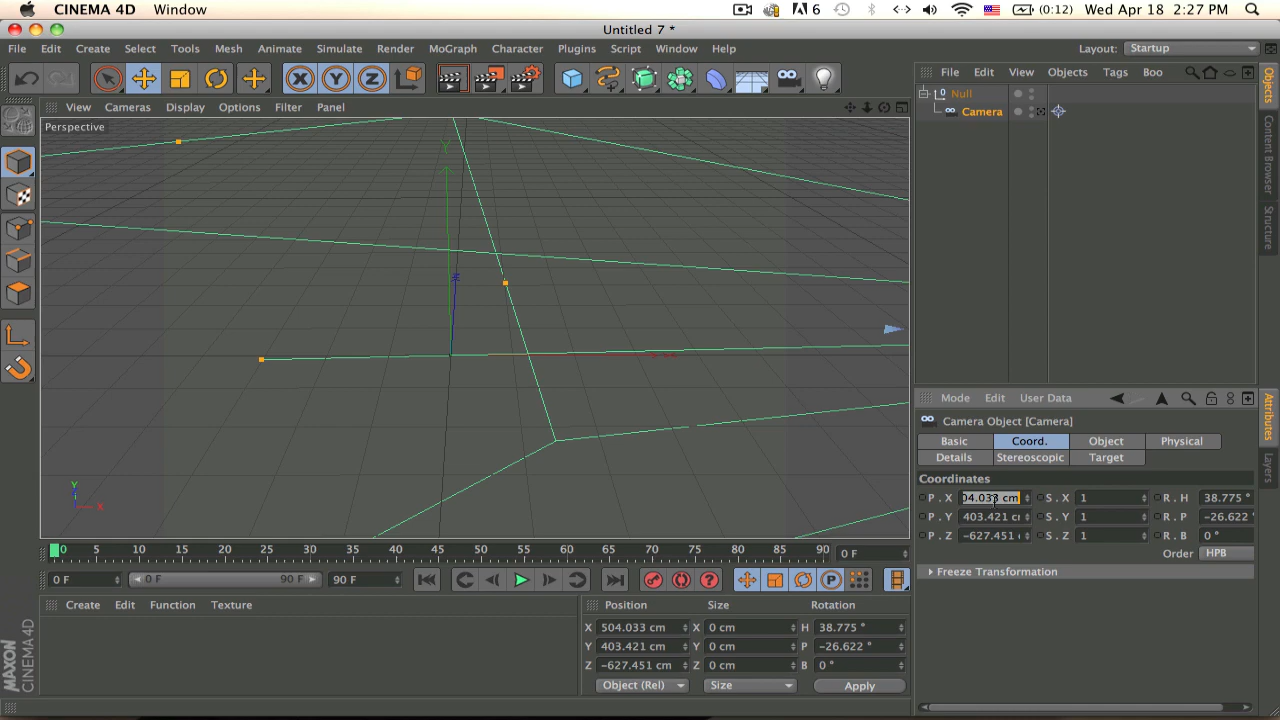 CINEMA 4D Window 6 (0:12) Wed Apr 18 2:27 PM
Untitled 7 *
File Edit Create Select Tools Mesh Animate Simulate Render MoGraph Character Plugins Script Window Help Layout: Startup
X Y Z
File Edit View Objects Tags Boo
View Cameras Display Options Filter Panel
Perspective
0 Null
Camera
Y
Z
Y
X
Objects
Content Browser
Structure
Mode Edit User Data
Camera Object [Camera]
Basic Coord. Object Physical
Details Stereoscopic Target
Coordinates
P . X 04.033 cm S . X 1 R . H 38.775 °
P . Y 403.421 S . Y 1 R . P -26.622 °
P . Z -627.451 S . Z 1 R . B 0 °
Order HPB
Freeze Transformation
Attributes
Layers
0 5 10 15 20 25 30 35 40 45 50 55 60 65 70 75 80 85 90 0 F
0 F 0 F 90 F 90 F P
Create Edit Function Texture
Position Size Rotation
X 504.033 cm X 0 cm H 38.775 °
Y 403.421 cm Y 0 cm P -26.622 °
Z -627.451 cm Z 0 cm B 0 °
Object (Rel) Size Apply
MAXON
CINEMA 4D